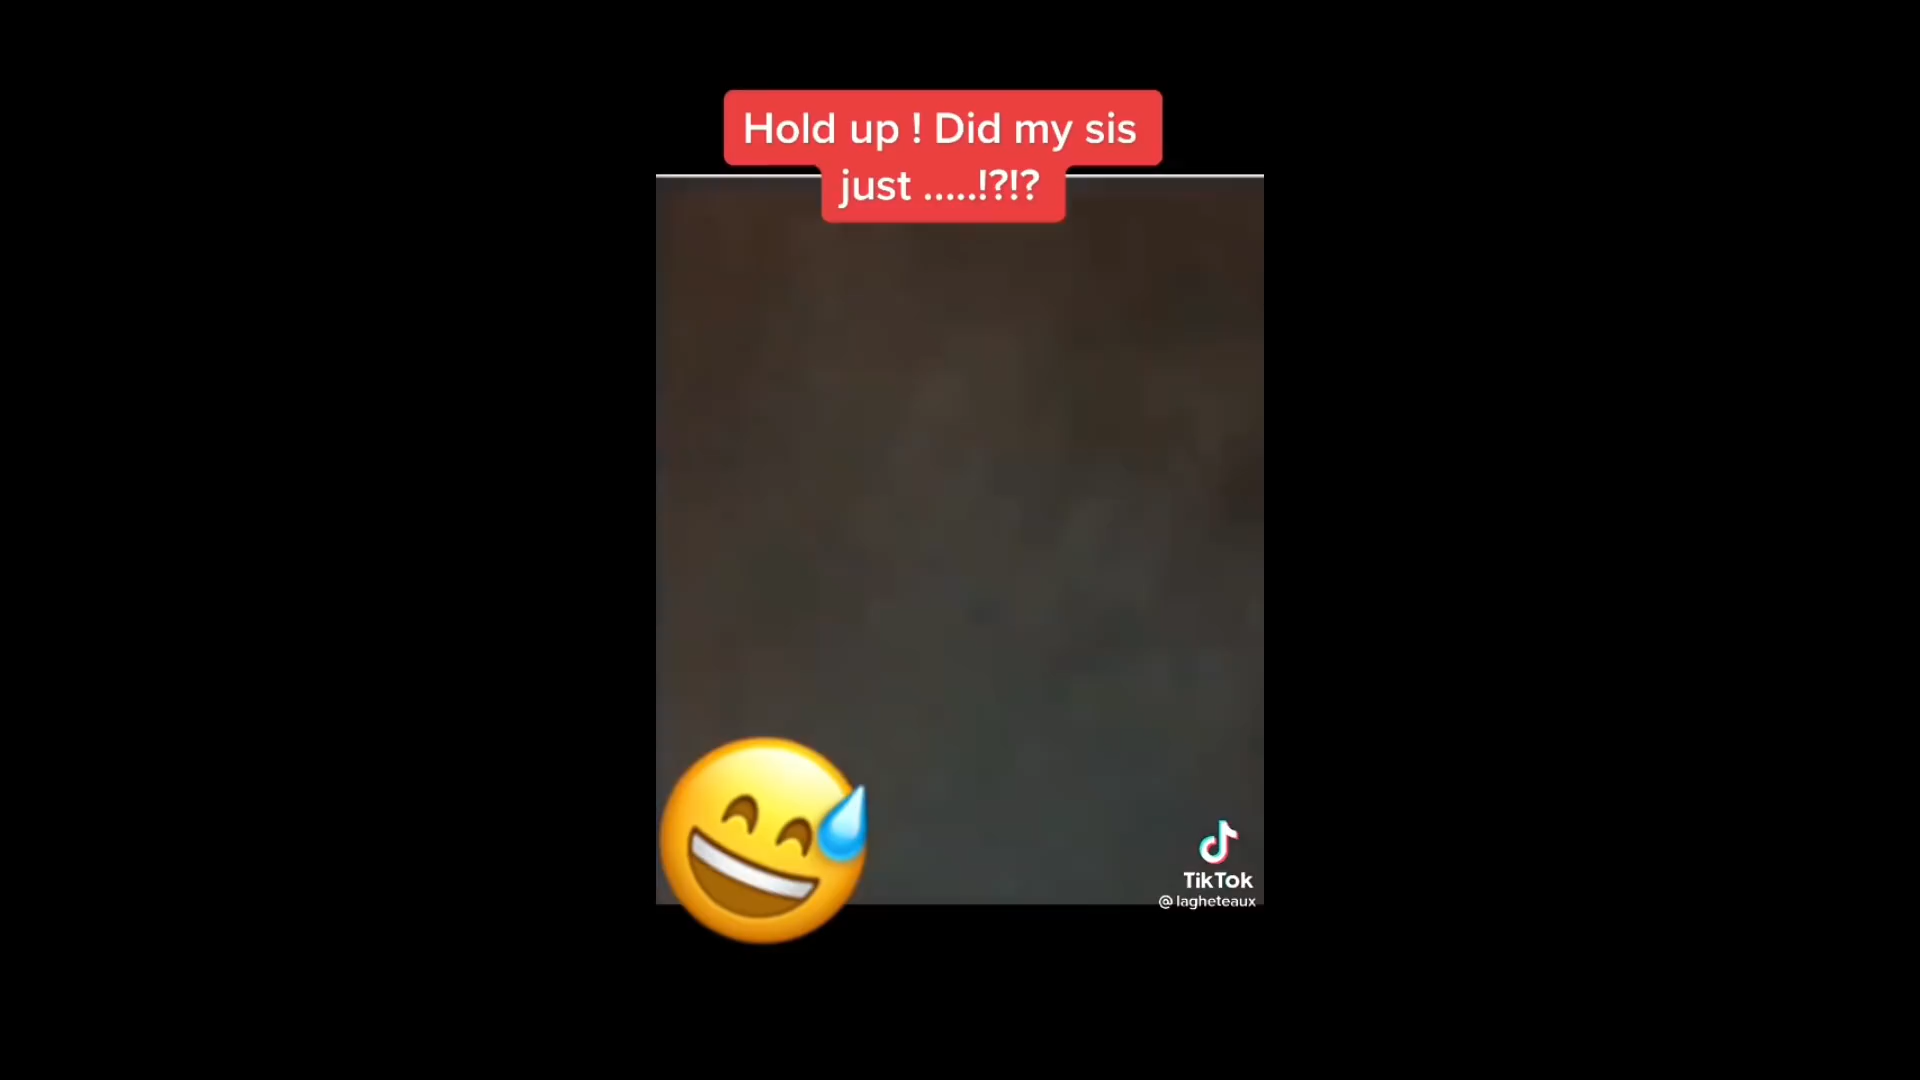 Hold up ! Did my sis
just .....!?!?
TikTok
@lagheteaux